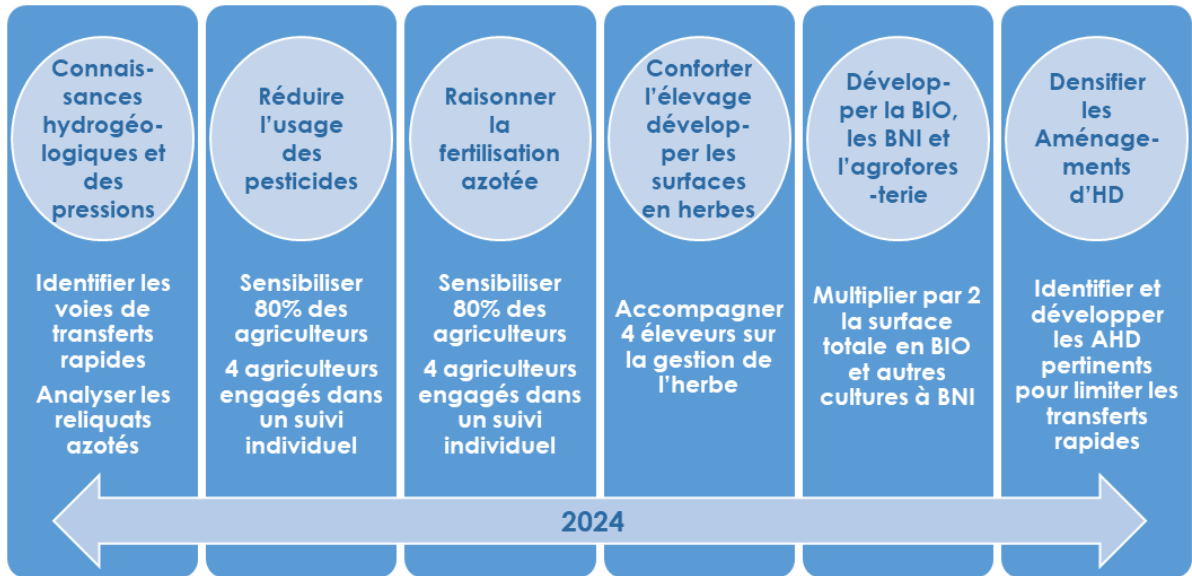 Connais-
sances
hydrogéo-
logiques et
des
pressions
Identifier les
voies de
transferts
rapides
Analyser les
reliquats
azotés
Réduire
l'usage
des
pesticides
Sensibiliser
80% des
agriculteurs
4 agriculteurs
engagés dans
un suivi
individuel
Raisonner
la
fertilisation
azotée
Sensibiliser
80% des
agriculteurs
4 agriculteurs
engagés dans
un suivi
individuel
Conforter
l'élevage
dévelop-
per les
surfaces
en herbes
Accompagner
4 éleveurs sur
la gestion de
l'herbe
Dévelop-
per la BIO,
les BNI et
l'agrofores
-terie
Multiplier par 2
la surface
totale en BIO
et autres
cultures à BNI
Densifier
les
Aménage-
ments
d'HD
Identifier et
développer
les AHD
pertinents
pour limiter les
transferts
rapides
2024